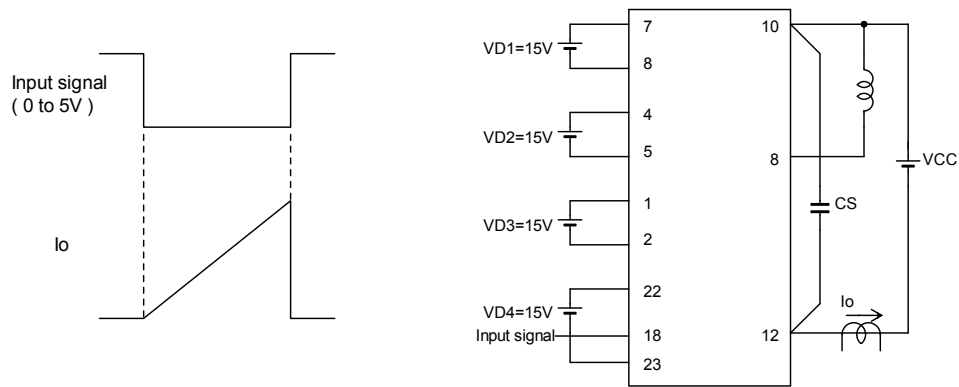 Input signal
( 0 to 5V )
Io
VD1=15V
7
8
VD2=15V
4
5
VD3=15V
1
2
VD4=15V
22
Input signal
18
23
10
8
12
VCC
CS
Io